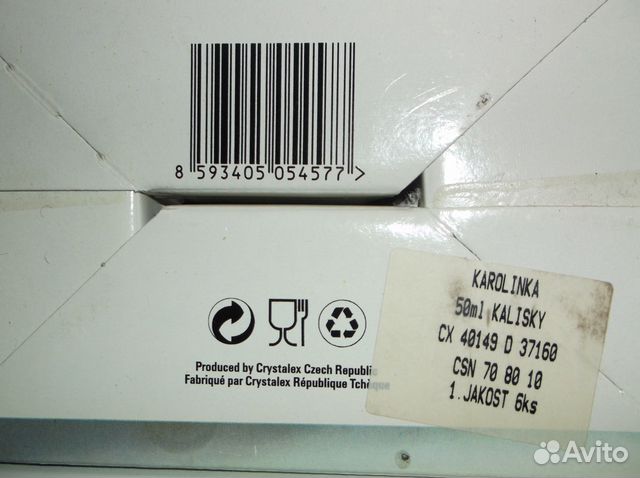 8 593405 054577 >
KAROLINKA
50ml KALISKY
CX 40149 D 37160
CSN 70 80 10
1.JAKOST 6ks
Produced by Crystalex Czech Republic
Fabriqué par Crystalex République Tchèque
Avito